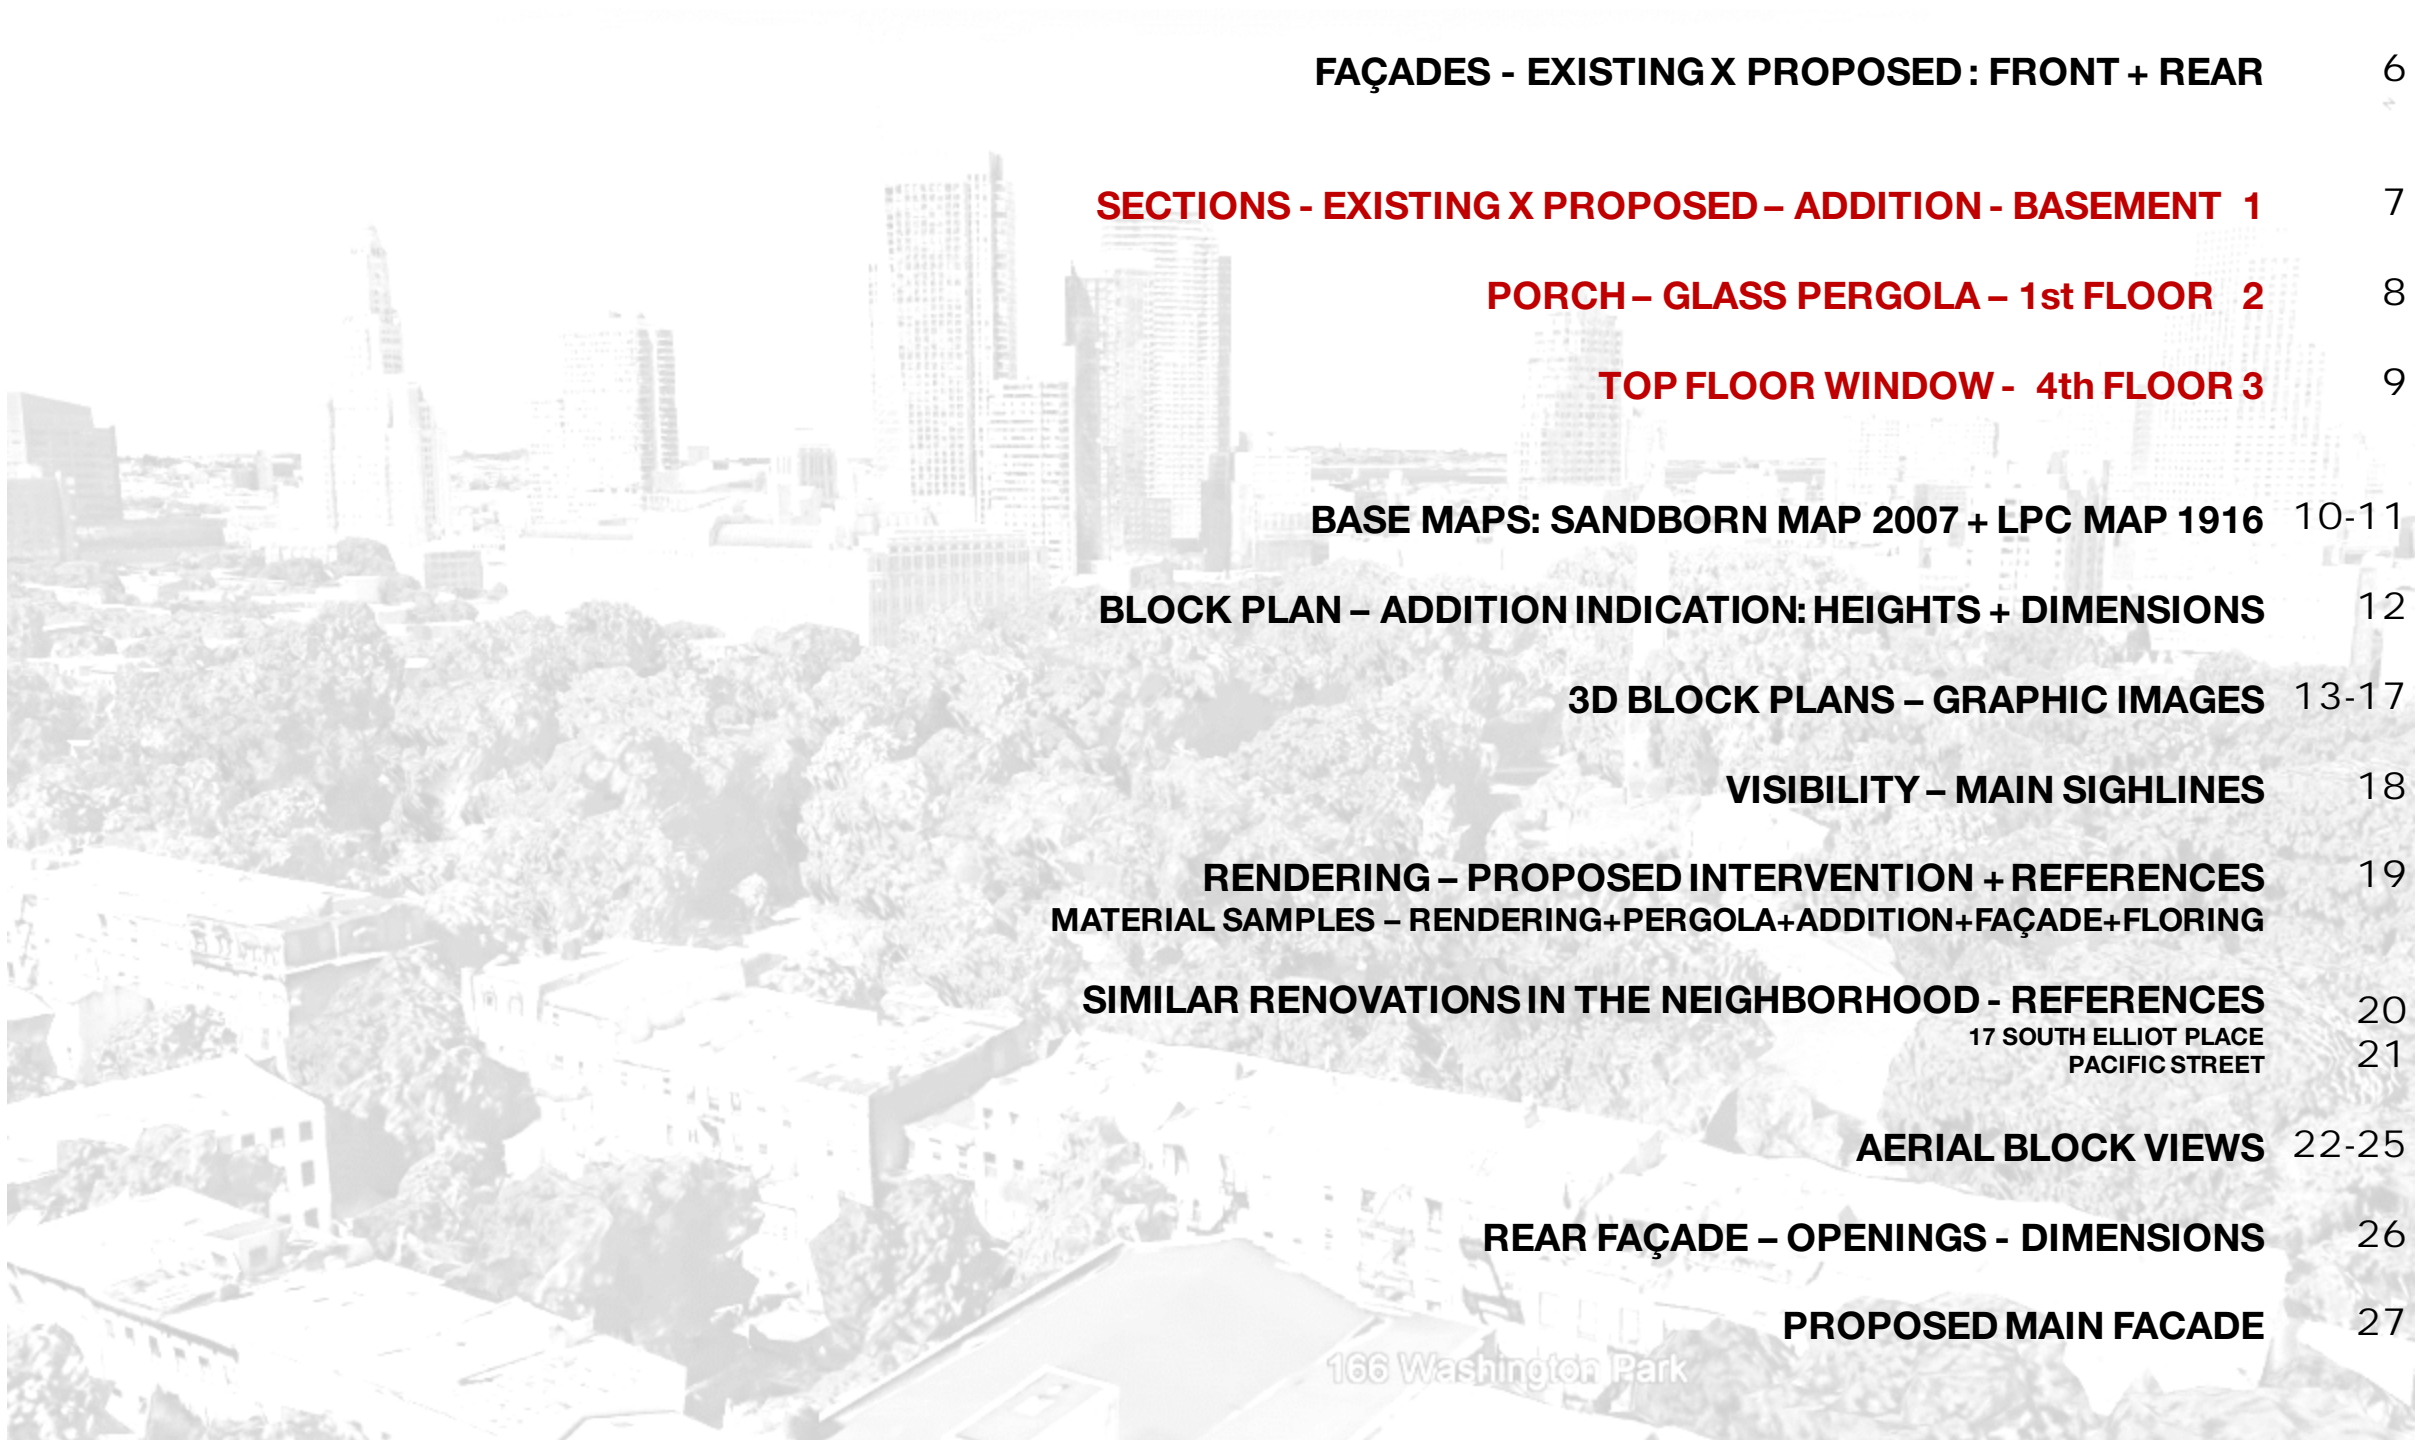 FAÇADES - EXISTING X PROPOSED : FRONT + REAR 6
SECTIONS - EXISTING X PROPOSED – ADDITION - BASEMENT 1 7
PORCH – GLASS PERGOLA – 1st FLOOR 2 8
TOP FLOOR WINDOW - 4th FLOOR 3 9
BASE MAPS: SANDBORN MAP 2007 + LPC MAP 1916 10-11
BLOCK PLAN – ADDITION INDICATION: HEIGHTS + DIMENSIONS 12
3D BLOCK PLANS – GRAPHIC IMAGES 13-17
VISIBILITY – MAIN SIGHLINES 18
RENDERING – PROPOSED INTERVENTION + REFERENCES 19
MATERIAL SAMPLES – RENDERING+PERGOLA+ADDITION+FAÇADE+FLORING
SIMILAR RENOVATIONS IN THE NEIGHBORHOOD - REFERENCES
17 SOUTH ELLIOT PLACE 20
PACIFIC STREET 21
AERIAL BLOCK VIEWS 22-25
REAR FAÇADE – OPENINGS - DIMENSIONS 26
PROPOSED MAIN FACADE 27
166 Washington Park